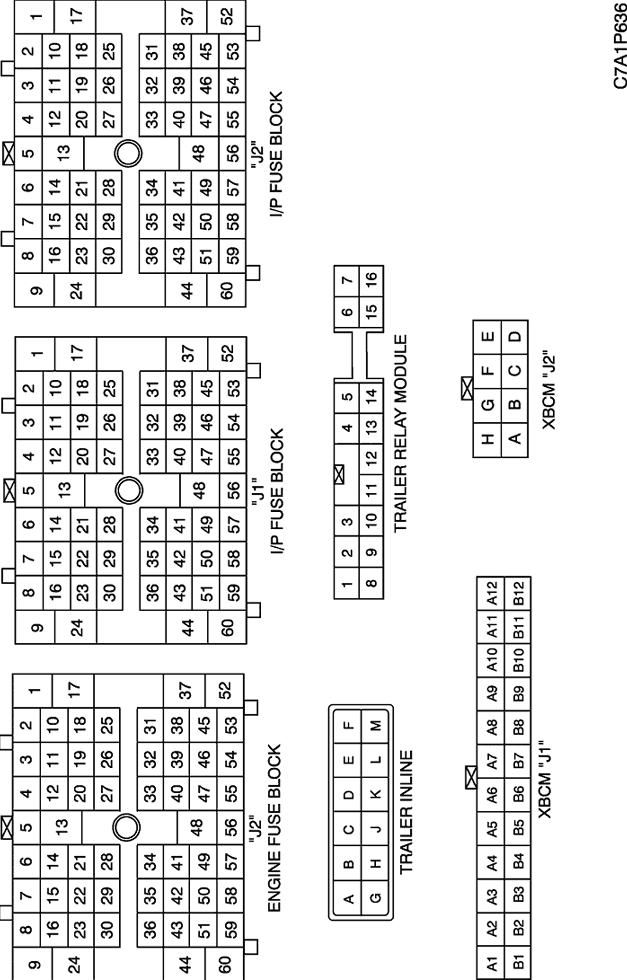 9 8 7 6 5 4 3 2 1
16 15 14 13 12 11 10
24 23 22 21 20 19 18 17
30 29 28 27 26 25
36 35 34 33 32 31
44 43 42 41 40 39 38 37
51 50 49 48 47 46 45
60 59 58 57 56 55 54 53 52
"J2"
ENGINE FUSE BLOCK
9 8 7 6 5 4 3 2 1
16 15 14 13 12 11 10
24 23 22 21 20 19 18 17
30 29 28 27 26 25
36 35 34 33 32 31
44 43 42 41 40 39 38 37
51 50 49 48 47 46 45
60 59 58 57 56 55 54 53 52
"J1"
I/P FUSE BLOCK
9 8 7 6 5 4 3 2 1
16 15 14 13 12 11 10
24 23 22 21 20 19 18 17
30 29 28 27 26 25
36 35 34 33 32 31
44 43 42 41 40 39 38 37
51 50 49 48 47 46 45
60 59 58 57 56 55 54 53 52
"J2"
I/P FUSE BLOCK
A B C D E F
G H J K L M
TRAILER INLINE
1 2 3 4 5 6 7
8 9 10 11 12 13 14 15 16
TRAILER RELAY MODULE
A1 A2 A3 A4 A5 A6 A7 A8 A9 A10 A11 A12
B1 B2 B3 B4 B5 B6 B7 B8 B9 B10 B11 B12
XBCM "J1"
H G F E
A B C D
XBCM "J2"
C7A1P636